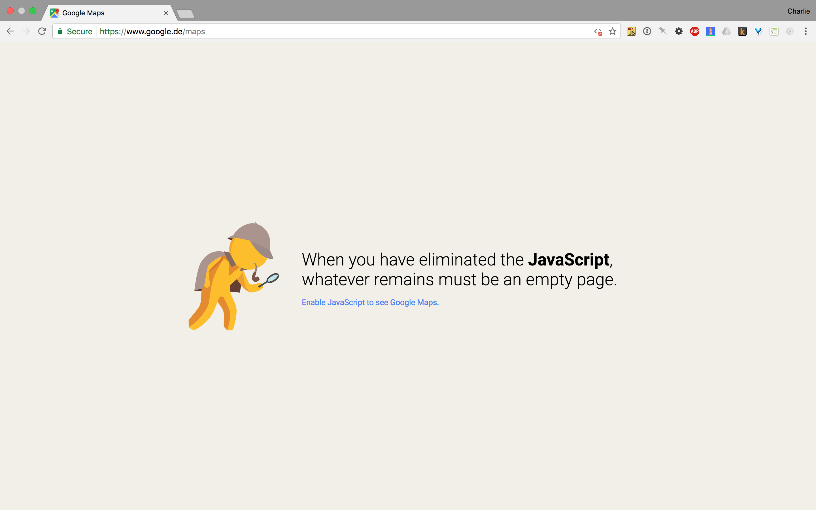 Google Maps
Charlie
Secure https://www.google.de/maps
ABP
k
When you have eliminated the JavaScript,
whatever remains must be an empty page.
Enable JavaScript to see Google Maps.